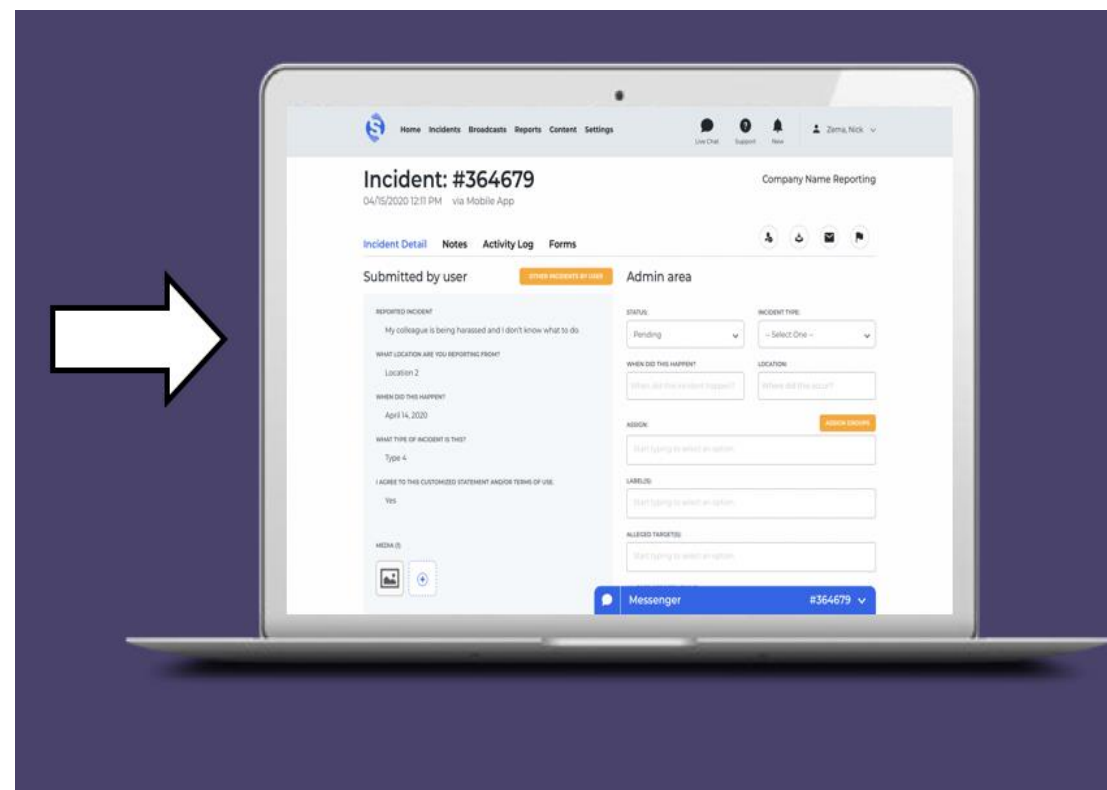 Home Incidents Broadcasts Reports Content Settings
Live Chat Support New Zema, Nick
Incident: #364679
Company Name Reporting
04/15/2020 12:11 PM via Mobile App
Incident Detail Notes Activity Log Forms
Submitted by user
OTHER INCIDENTS BY USER
Admin area
REPORTED INCIDENT
My colleague is being harassed and I don't know what to do
WHAT LOCATION ARE YOU REPORTING FROM?
Location 2
WHEN DID THIS HAPPEN?
April 14, 2020
WHAT TYPE OF INCIDENT IS THIS?
Type 4
I AGREE TO THIS CUSTOMIZED STATEMENT AND/OR TERMS OF USE.
Yes
MEDIA (1)
STATUS:
Pending
INCIDENT TYPE:
-- Select One --
WHEN DID THIS HAPPEN?
When did this incident happen?
LOCATION:
Where did this occur?
ASSIGN:
ASSIGN GROUPS
Start typing to select an option
LABEL(S):
Start typing to select an option
ALLEGED TARGET(S):
Start typing to select an option
Messenger #364679